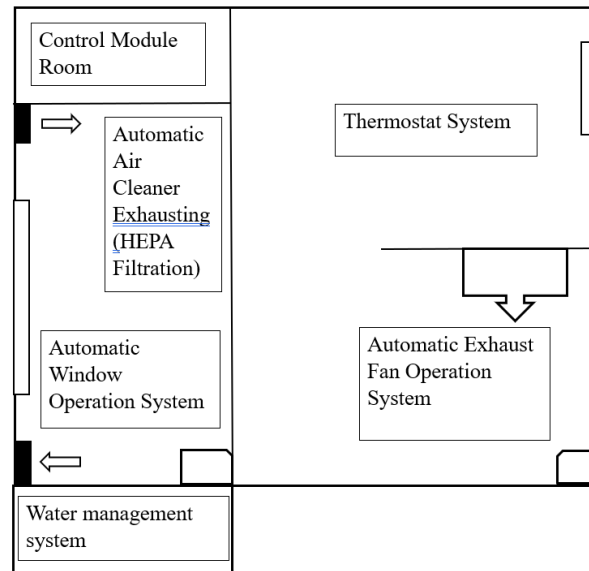 Control Module
Room
Thermostat System
Automatic
Air
Cleaner
Exhausting
(HEPA
Filtration)
Automatic
Window
Operation System
Automatic Exhaust
Fan Operation
System
Water management
system